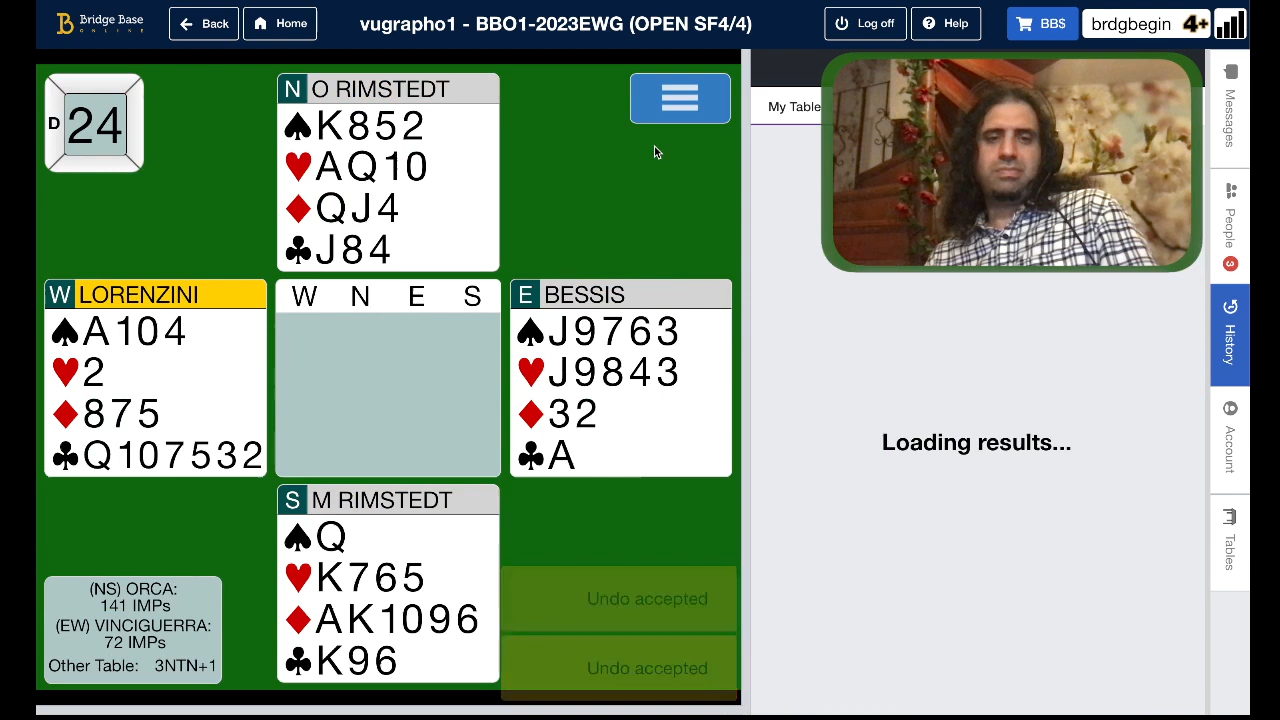 Bridge Base
ONLINE
Back
Home
vugrapho1 - BBO1-2023EWG (OPEN SF4/4)
Log off
? Help
BB$
brdgbegin 4+
D 24
My Table
N O RIMSTEDT
♠K852
♥AQ10
♦QJ4
♣J84
W LORENZINI
♠A104
♥2
♦875
♣Q107532
W N E S
E BESSIS
♠J9763
♥J9843
♦32
♣A
S M RIMSTEDT
♠Q
♥K765
♦AK1096
♣K96
(NS) ORCA:
141 IMPs
(EW) VINCIGUERRA:
72 IMPs
Other Table: 3NTN+1
Undo accepted
Undo accepted
Loading results...
Messages
People 3
History
Account
Tables